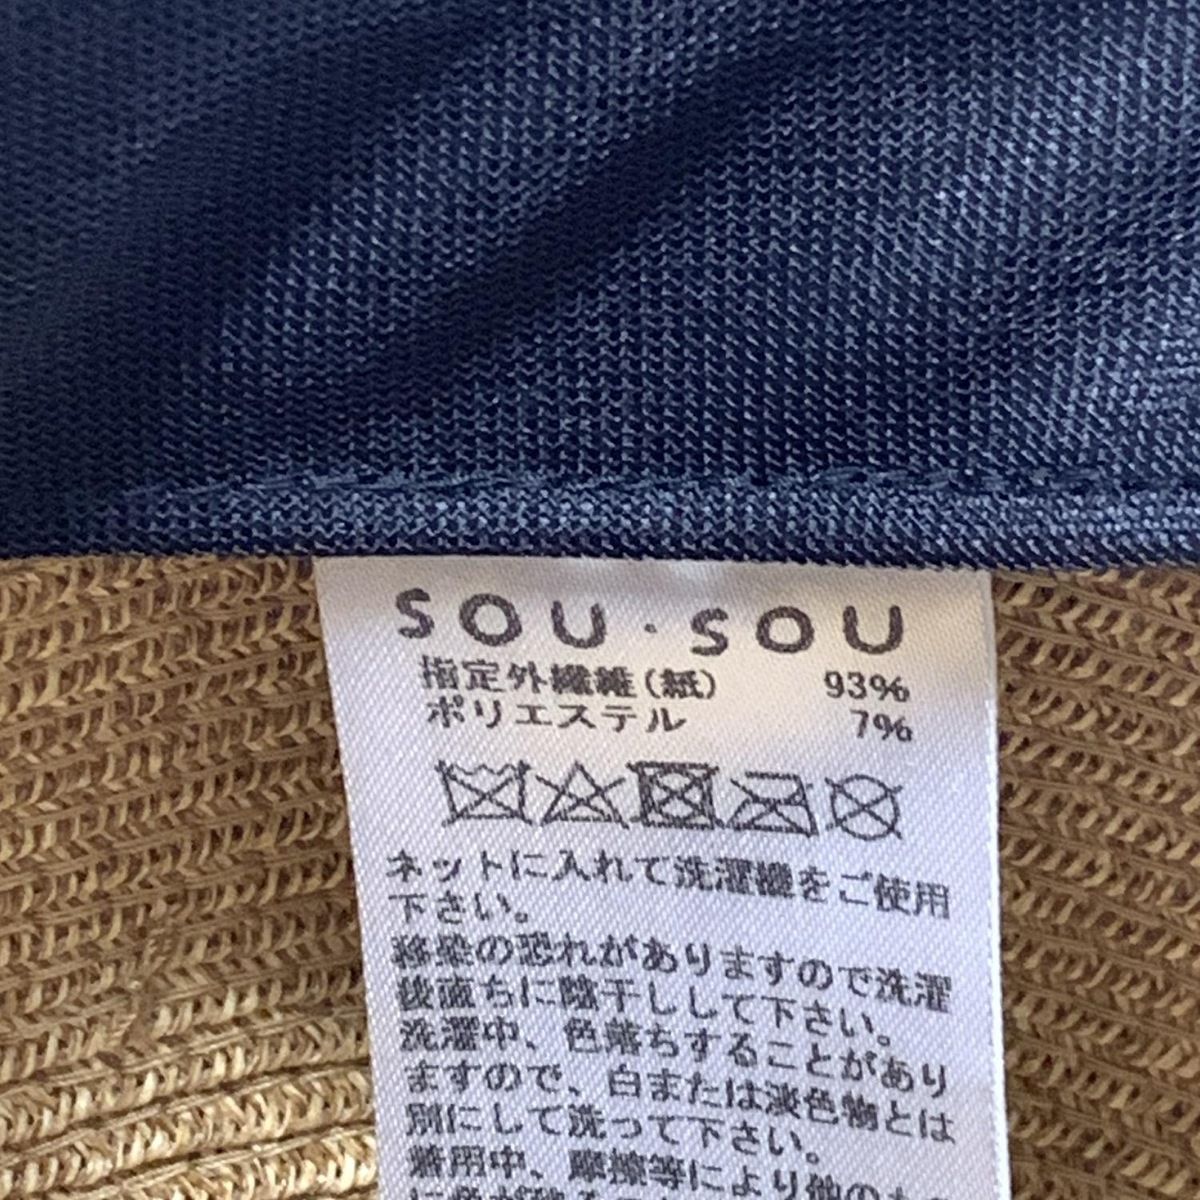 SOU・SOU
指定外繊維(紙) 93%
ポリエステル 7%
ネットに入れて洗濯機をご使用
下さい。
移染の恐れがありますので洗濯
後直ちに陰干しして下さい。
洗濯中、色落ちすることがあり
ますので、白または淡色物とは
別にして洗って下さい。
着用中、摩擦等により他の